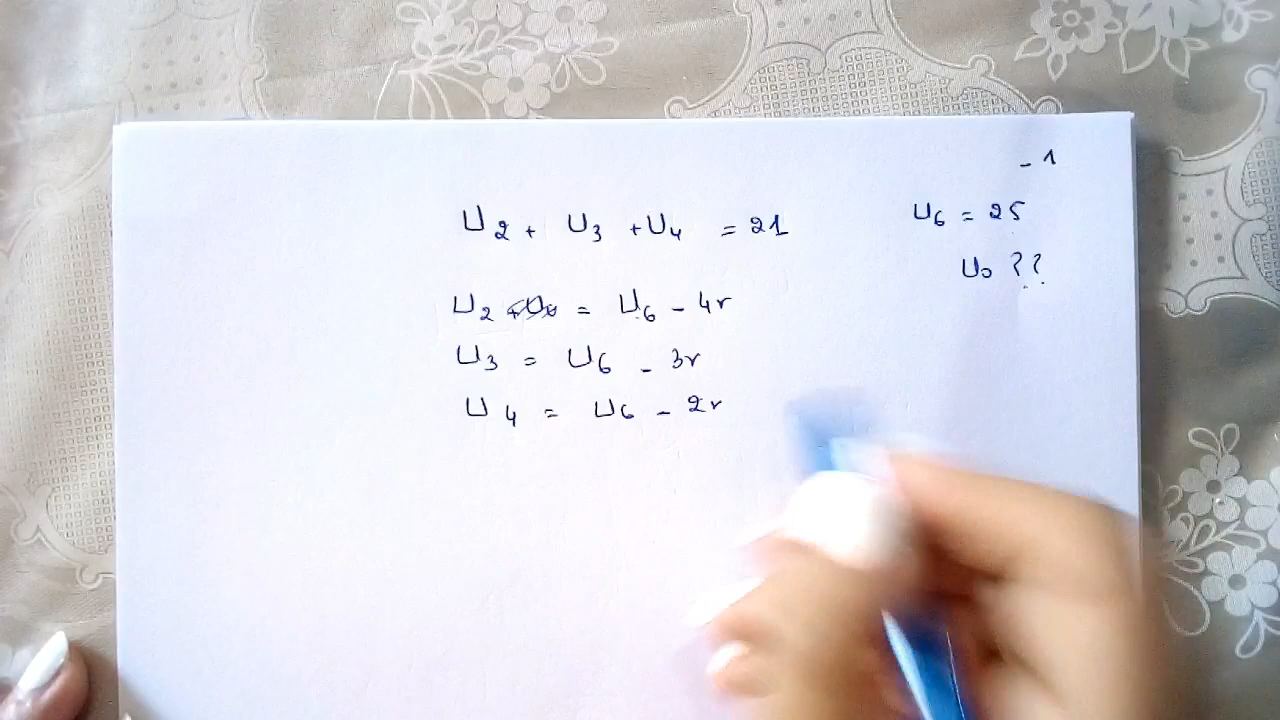 - 1
U2 + U3 + U4 = 21
U6 = 25
U0 ??
U2 = U6 - 4r
U3 = U6 - 3r
U4 = U6 - 2r